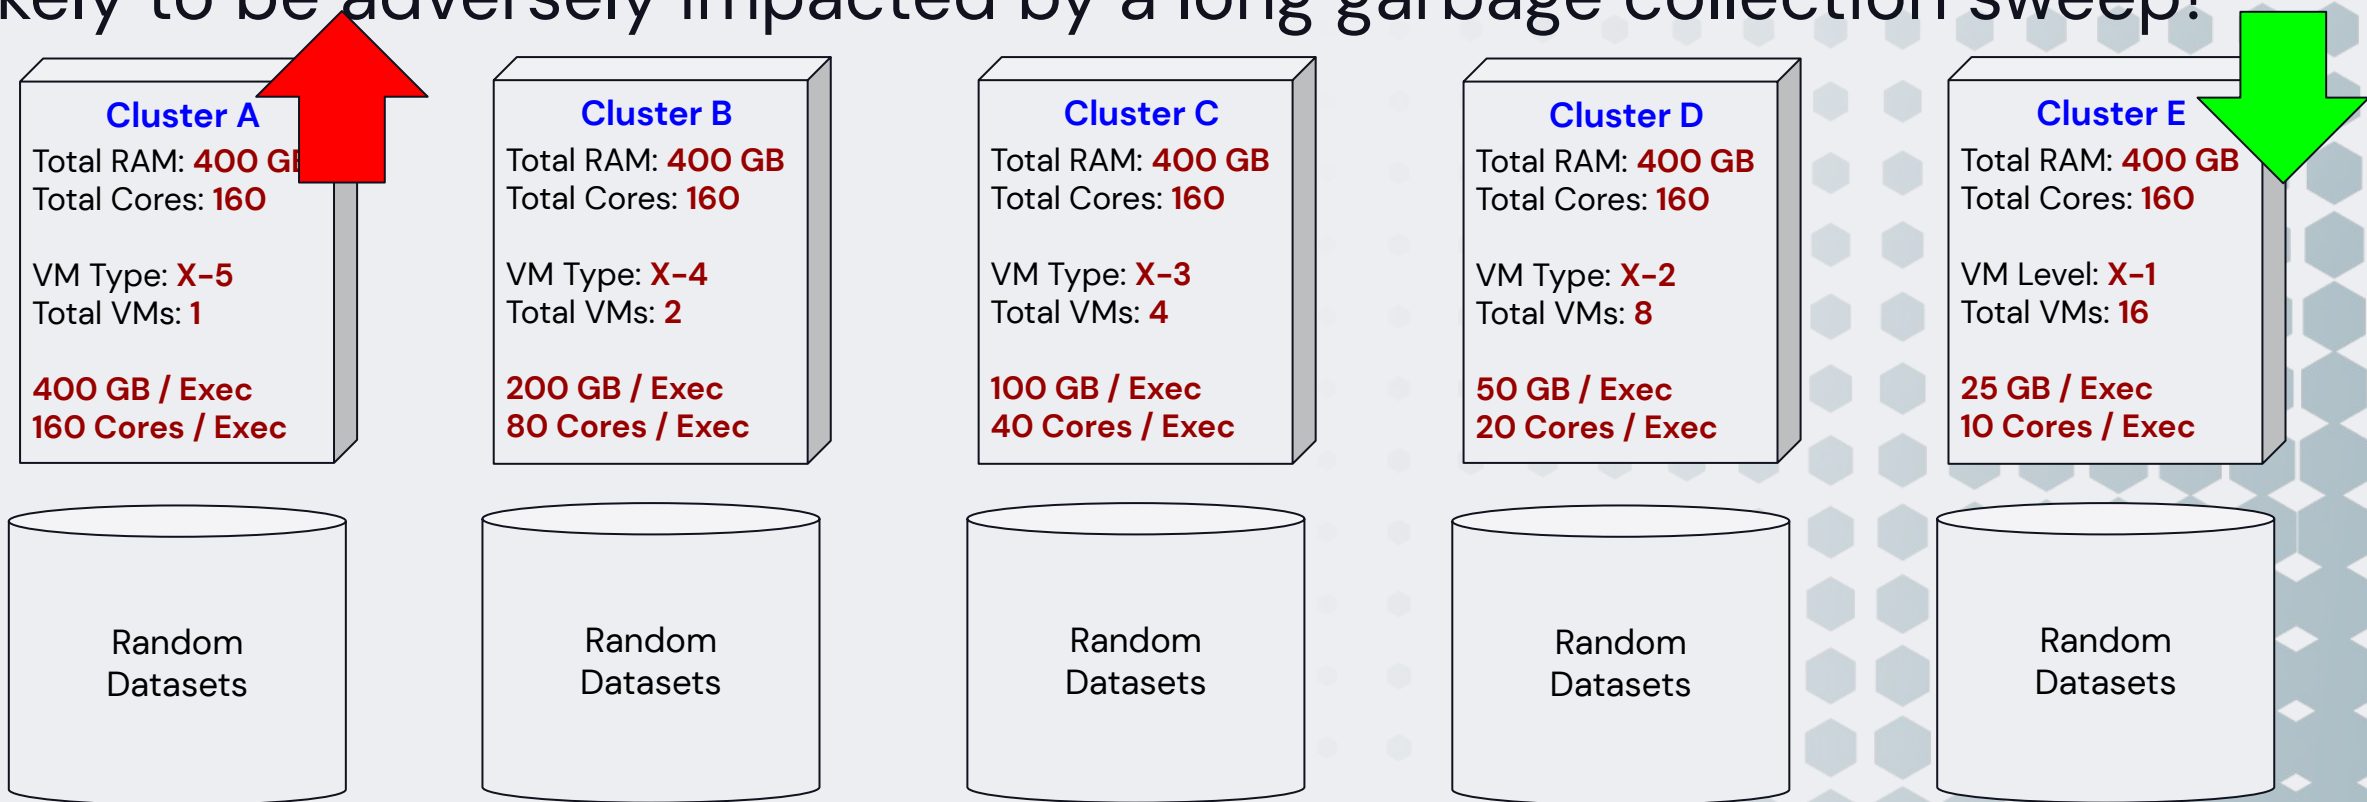 to be adversely impacted by a long garbage collection sweep?
Cluster A
Total RAM: 400 GB
Total Cores: 160
VM Type: X-5
Total VMs: 1
400 GB / Exec
160 Cores / Exec
Cluster B
Total RAM: 400 GB
Total Cores: 160
VM Type: X-4
Total VMs: 2
200 GB / Exec
80 Cores / Exec
Cluster C
Total RAM: 400 GB
Total Cores: 160
VM Type: X-3
Total VMs: 4
100 GB / Exec
40 Cores / Exec
Cluster D
Total RAM: 400 GB
Total Cores: 160
VM Type: X-2
Total VMs: 8
50 GB / Exec
20 Cores / Exec
Cluster E
Total RAM: 400 GB
Total Cores: 160
VM Level: X-1
Total VMs: 16
25 GB / Exec
10 Cores / Exec
Random
Datasets
Random
Datasets
Random
Datasets
Random
Datasets
Random
Datasets